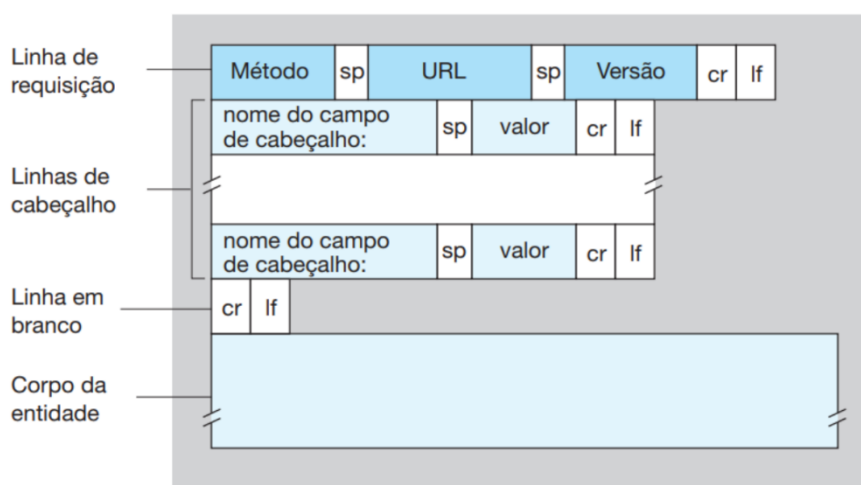 Linha de
requisição
Método sp URL sp Versão cr lf
nome do campo
de cabeçalho: sp valor cr lf
Linhas de
cabeçalho
nome do campo
de cabeçalho: sp valor cr lf
Linha em
branco
cr lf
Corpo da
entidade